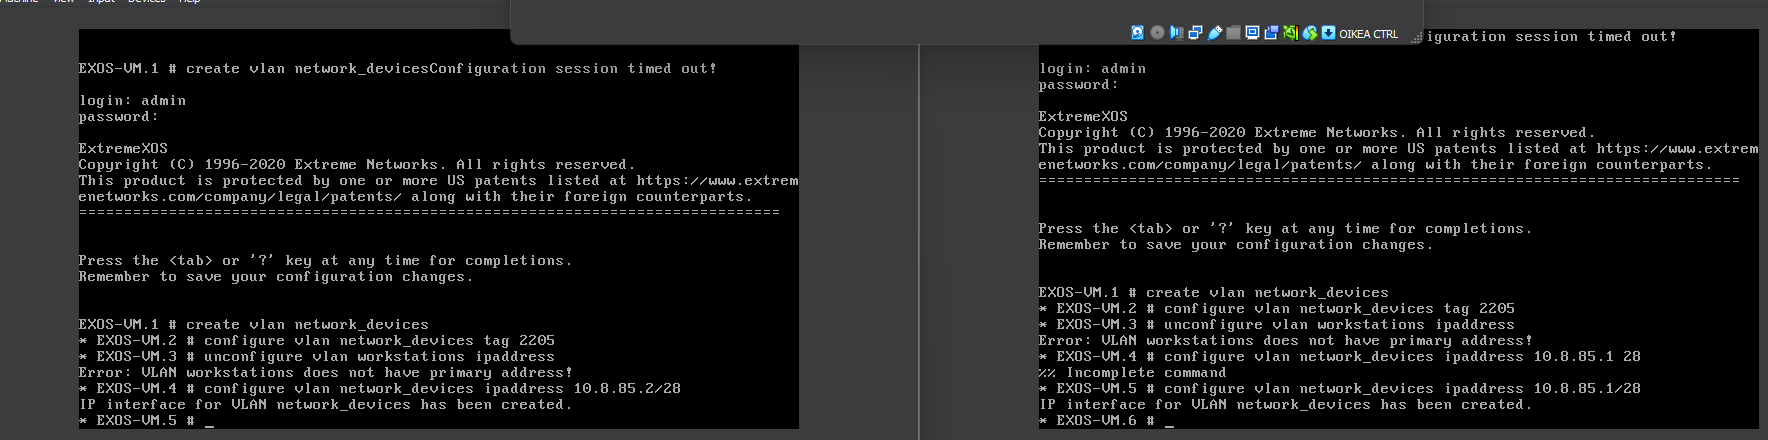 Machine View Input Devices Help
OIKEA CTRL
EXOS-VM.1 # create vlan network_devicesConfiguration session timed out!
login: admin
password:
ExtremeXOS
Copyright (C) 1996-2020 Extreme Networks. All rights reserved.
This product is protected by one or more US patents listed at https://www.extrem
enetworks.com/company/legal/patents/ along with their foreign counterparts.
==============================================================================
Press the <tab> or '?' key at any time for completions.
Remember to save your configuration changes.
EXOS-VM.1 # create vlan network_devices
* EXOS-VM.2 # configure vlan network_devices tag 2205
* EXOS-VM.3 # unconfigure vlan workstations ipaddress
Error: VLAN workstations does not have primary address!
* EXOS-VM.4 # configure vlan network_devices ipaddress 10.8.85.2/28
IP interface for VLAN network_devices has been created.
* EXOS-VM.5 # _
iguration session timed out!
login: admin
password:
ExtremeXOS
Copyright (C) 1996-2020 Extreme Networks. All rights reserved.
This product is protected by one or more US patents listed at https://www.extrem
enetworks.com/company/legal/patents/ along with their foreign counterparts.
==============================================================================
Press the <tab> or '?' key at any time for completions.
Remember to save your configuration changes.
EXOS-VM.1 # create vlan network_devices
* EXOS-VM.2 # configure vlan network_devices tag 2205
* EXOS-VM.3 # unconfigure vlan workstations ipaddress
Error: VLAN workstations does not have primary address!
* EXOS-VM.4 # configure vlan network_devices ipaddress 10.8.85.1 28
%% Incomplete command
* EXOS-VM.5 # configure vlan network_devices ipaddress 10.8.85.1/28
IP interface for VLAN network_devices has been created.
* EXOS-VM.6 # _